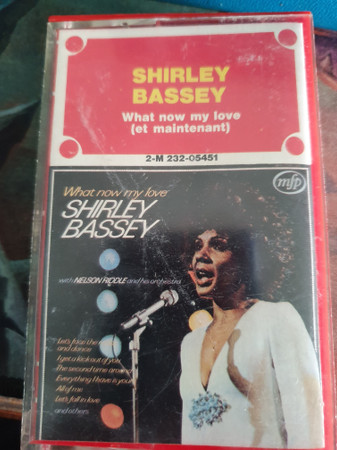 SHIRLEY
BASSEY
What now my love
(et maintenant)
2-M 232-05451
mfp
What now my love
SHIRLEY
BASSEY
with NELSON RIDDLE and his orchestra
Let's face the
and dance
I get a kick out of you
The second time around
Everything I have is yours
All of me
Let's fall in love
and others